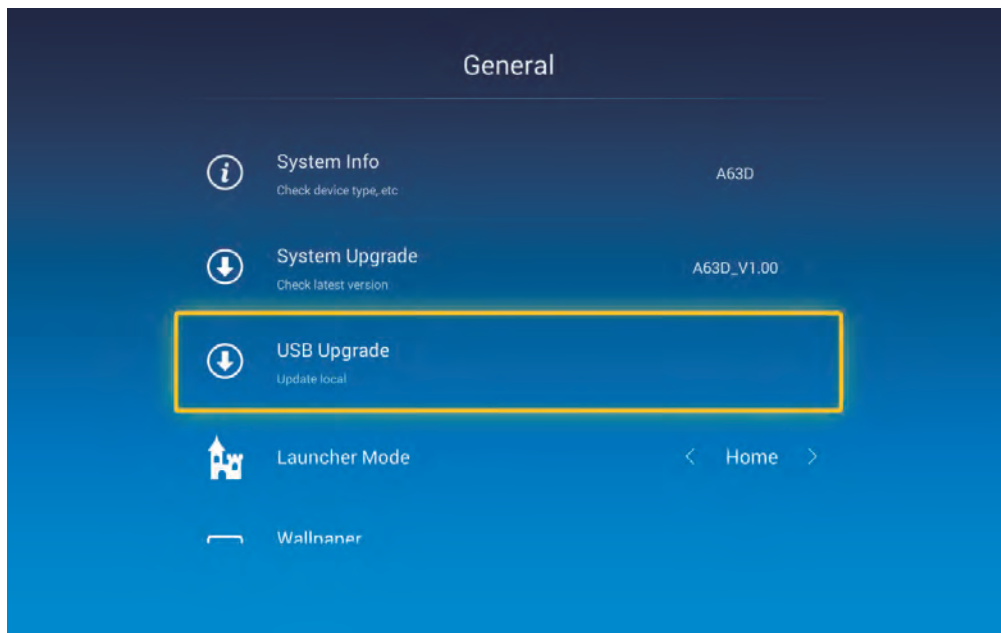 General
System Info
A63D
Check device type, etc
System Upgrade
A63D_V1.00
Check latest version
USB Upgrade
Update local
Launcher Mode
< Home >
Wallpaper